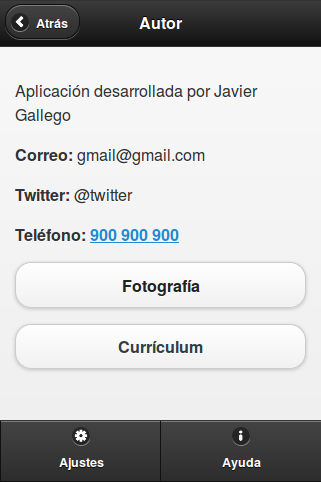 Atrás
Autor
Aplicación desarrollada por Javier
Gallego
Correo: gmail@gmail.com
Twitter: @twitter
Teléfono: 900 900 900
Fotografía
Currículum
Ajustes
Ayuda